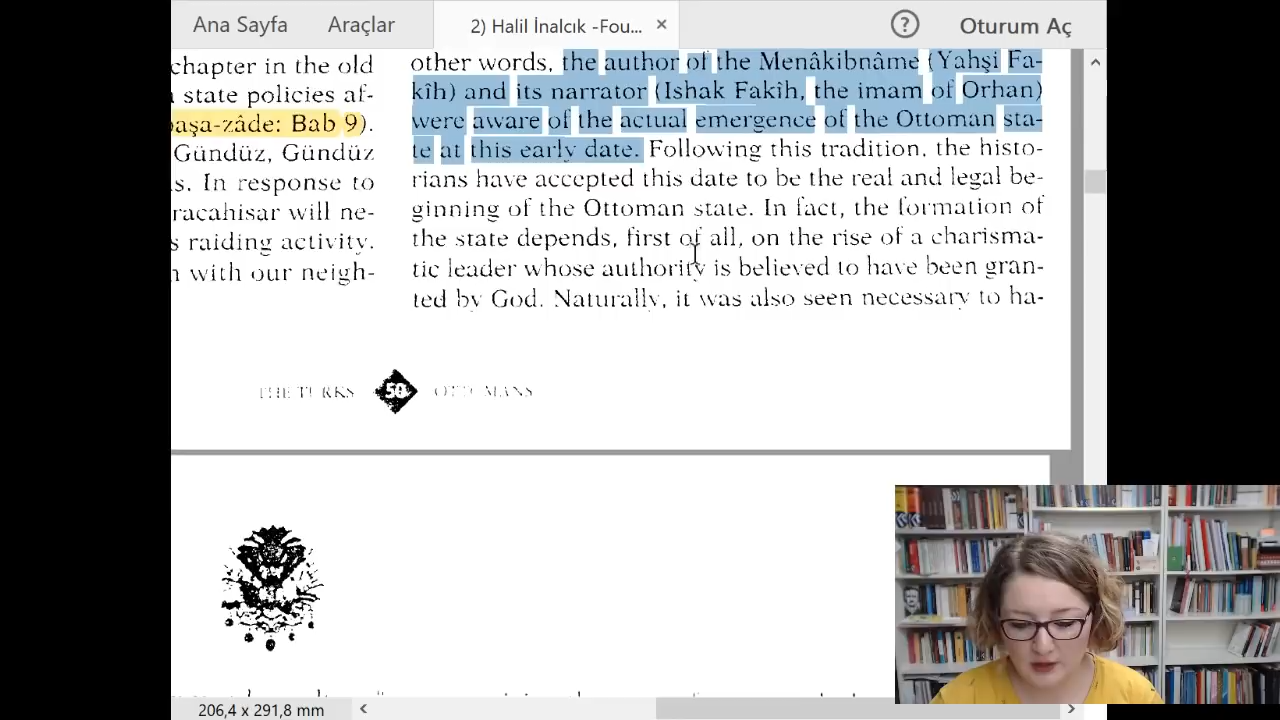 Ana Sayfa
Araçlar
2) Halil İnalcık -Fou...
Oturum Aç
chapter in the old
state policies af-
aşa-zâde: Bab 9).
Gündüz, Gündüz
s. In response to
racahisar will ne-
s raiding activity.
n with our neigh-
other words, the author of the Menâkibnâme (Yahşi Fa-
kîh) and its narrator (Ishak Fakîh, the imam of Orhan)
were aware of the actual emergence of the Ottoman sta-
te at this early date. Following this tradition, the histo-
rians have accepted this date to be the real and legal be-
ginning of the Ottoman state. In fact, the formation of
the state depends, first of all, on the rise of a charisma-
tic leader whose authority is believed to have been gran-
ted by God. Naturally, it was also seen necessary to ha-
THE TURKS 50 OTTOMANS
206,4 x 291,8 mm